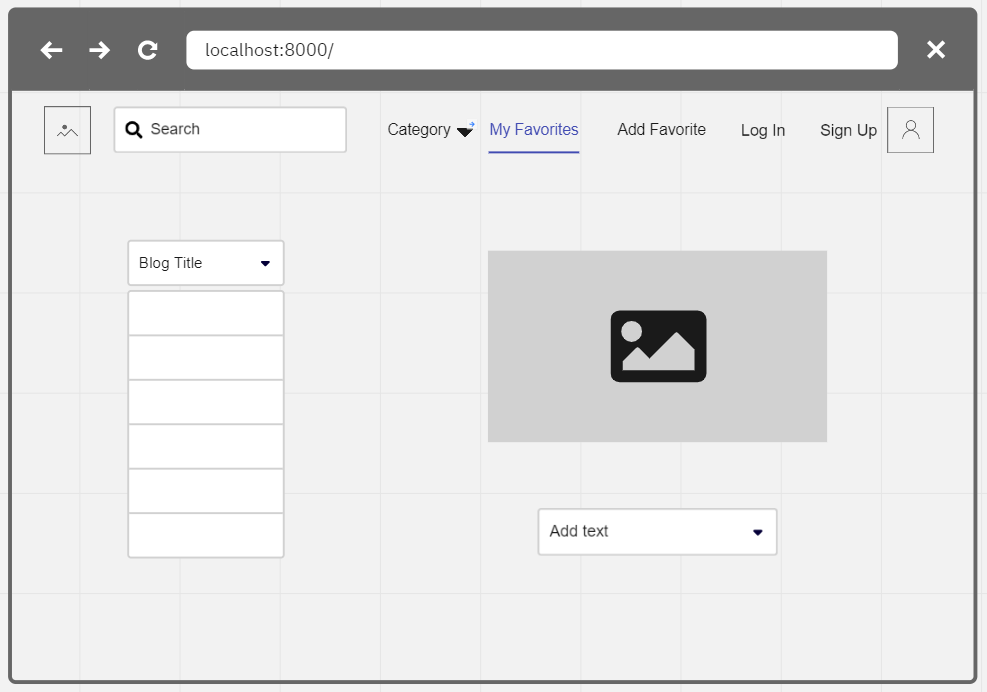 localhost:8000/
Search
Category
My Favorites
Add Favorite
Log In
Sign Up
Blog Title
Add text